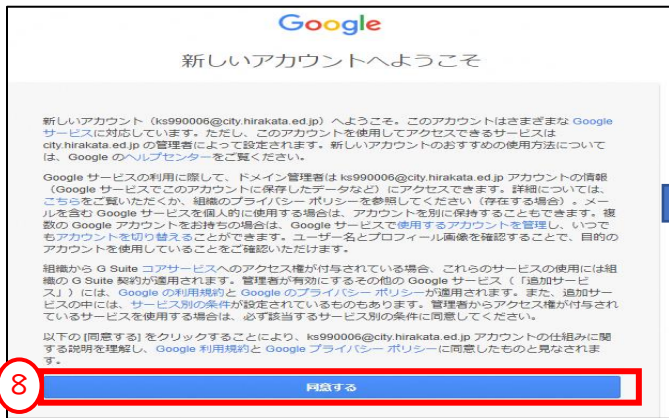 Google
新しいアカウントへようこそ
新しいアカウント（ks990006@city.hirakata.ed.jp）へようこそ。このアカウントはさまざまな Google
サービスに対応しています。ただし、このアカウントを使用してアクセスできるサービスは
city.hirakata.ed.jp の管理者によって設定されます。新しいアカウントのおすすめの使用方法について
は、Google のヘルプセンターをご覧ください。
Google サービスの利用に際して、ドメイン管理者は ks990006@city.hirakata.ed.jp アカウントの情報
（Google サービスでこのアカウントに保存したデータなど）にアクセスできます。詳細については、
こちらをご覧いただくか、組織のプライバシー ポリシーを参照してください（存在する場合）。メー
ルを含む Google サービスを個人的に使用する場合は、アカウントを別に保持することもできます。複
数の Google アカウントをお持ちの場合は、Google サービスで使用するアカウントを管理し、いつで
もアカウントを切り替えることができます。ユーザー名とプロフィール画像を確認することで、目的の
アカウントを使用していることをご確認いただけます。
組織から G Suite コアサービスへのアクセス権が付与されている場合、これらのサービスの使用には組
織の G Suite 契約が適用されます。管理者が有効にするその他の Google サービス（「追加サービ
ス」）には、Google の利用規約と Google のプライバシー ポリシーが適用されます。また、追加サー
ビスの中には、サービス別の条件が設定されているものもあります。管理者からアクセス権が付与され
ているサービスを使用する場合は、必ず該当するサービス別の条件に同意してください。
以下の [同意する] をクリックすることにより、ks990006@city.hirakata.ed.jp アカウントの仕組みに関
する説明を理解し、Google 利用規約と Google プライバシー ポリシーに同意したものと見なされま
す。
8
同意する